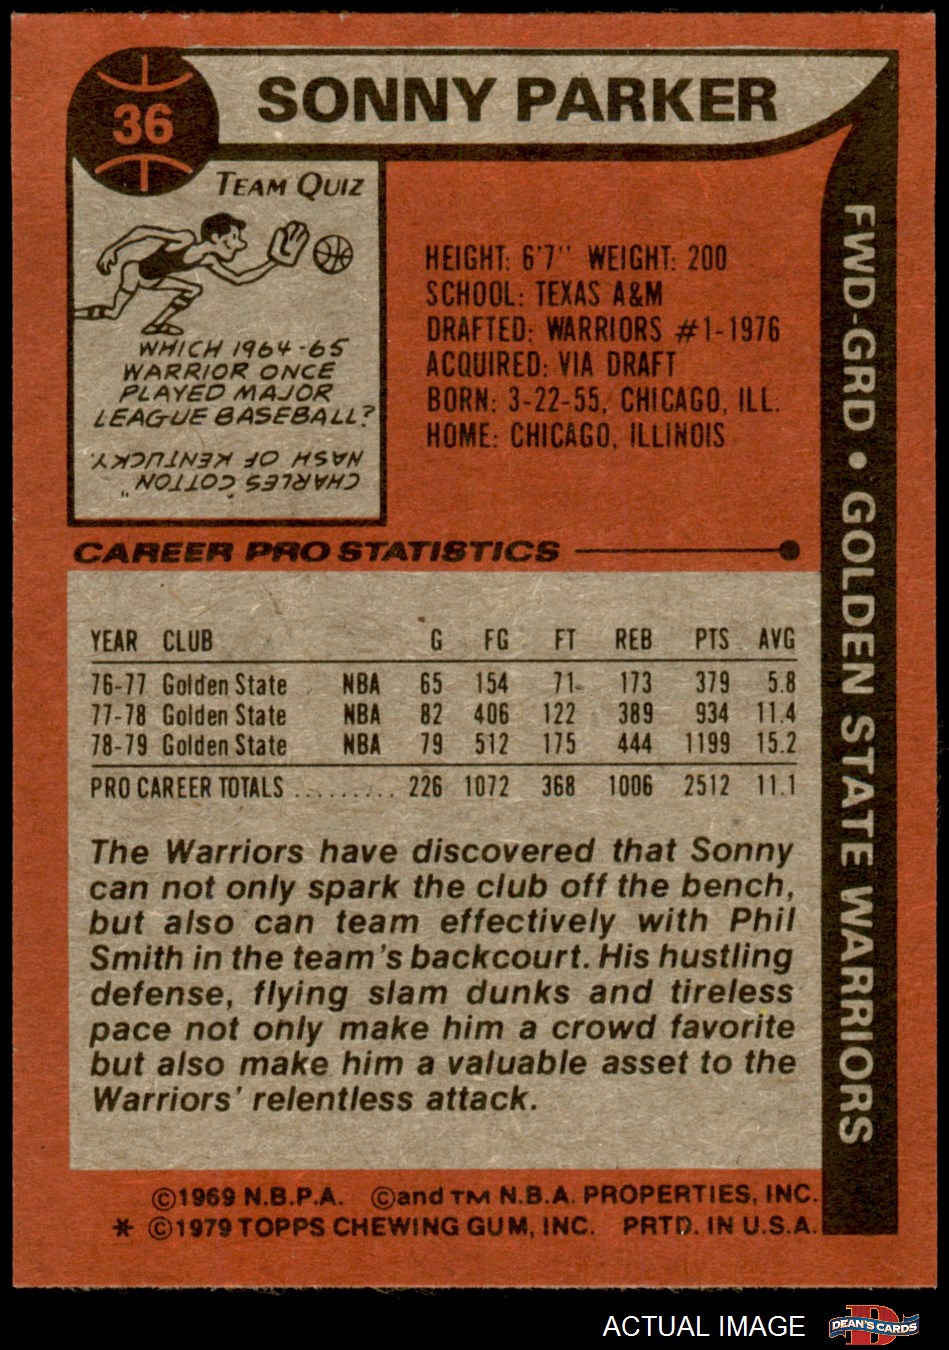 36
SONNY PARKER
TEAM QUIZ
WHICH 1964-65
WARRIOR ONCE
PLAYED MAJOR
LEAGUE BASEBALL?
CHARLES "COTTON"
NASH OF KENTUCKY.
HEIGHT: 6'7" WEIGHT: 200
SCHOOL: TEXAS A&M
DRAFTED: WARRIORS #1-1976
ACQUIRED: VIA DRAFT
BORN: 3-22-55, CHICAGO, ILL.
HOME: CHICAGO, ILLINOIS
FWD-GRD • GOLDEN STATE WARRIORS
CAREER PRO STATISTICS
YEAR CLUB G FG FT REB PTS AVG
76-77 Golden State NBA 65 154 71 173 379 5.8
77-78 Golden State NBA 82 406 122 389 934 11.4
78-79 Golden State NBA 79 512 175 444 1199 15.2
PRO CAREER TOTALS ......... 226 1072 368 1006 2512 11.1
The Warriors have discovered that Sonny
can not only spark the club off the bench,
but also can team effectively with Phil
Smith in the team's backcourt. His hustling
defense, flying slam dunks and tireless
pace not only make him a crowd favorite
but also make him a valuable asset to the
Warriors' relentless attack.
©1969 N.B.P.A. ©and TM N.B.A. PROPERTIES, INC.
* ©1979 TOPPS CHEWING GUM, INC. PRTD. IN U.S.A.
ACTUAL IMAGE
DEAN'S CARDS